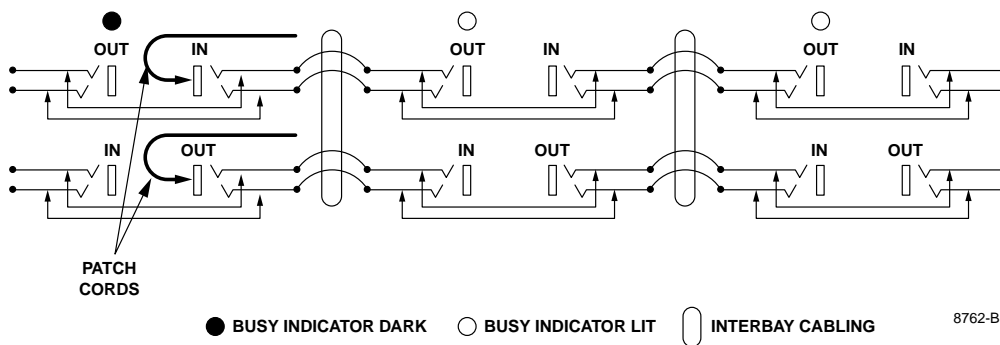 OUT IN OUT IN OUT IN
IN OUT IN OUT IN OUT
PATCH
CORDS
BUSY INDICATOR DARK BUSY INDICATOR LIT INTERBAY CABLING
8762-B